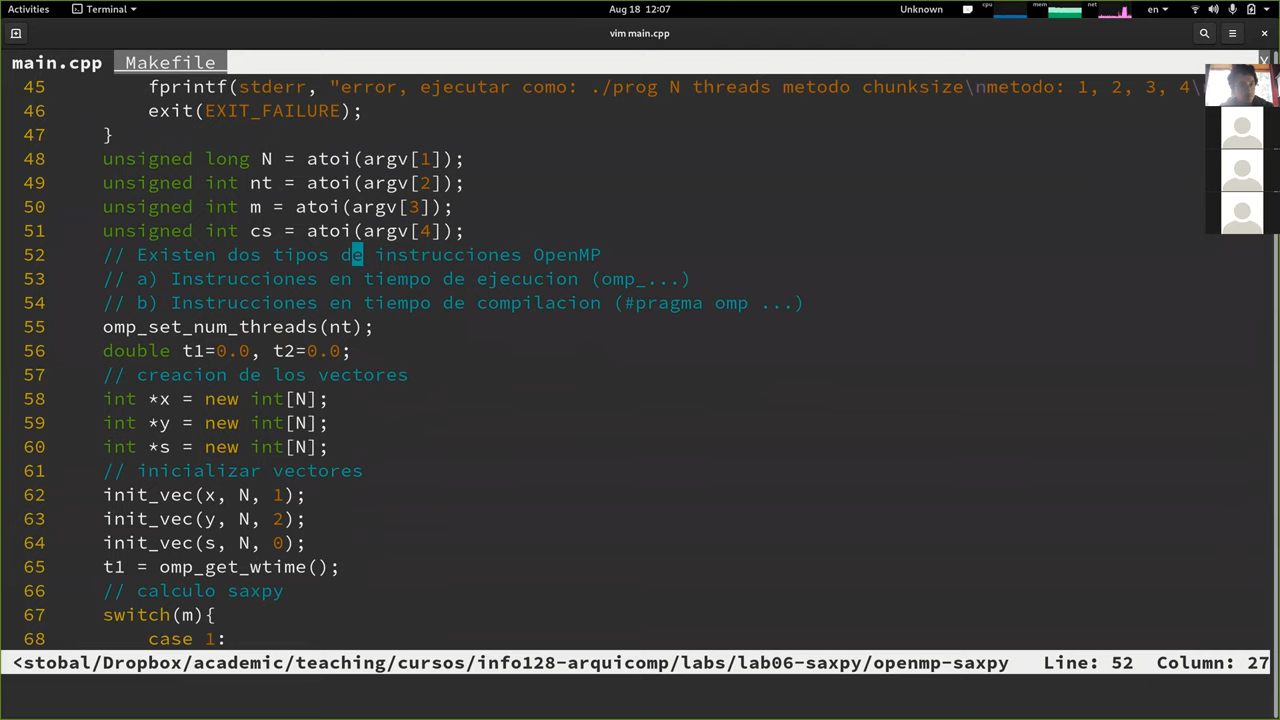 Activities Terminal Aug 18 12:07 Unknown cpu mem net en
vim main.cpp
main.cpp Makefile
45 fprintf(stderr, "error, ejecutar como: ./prog N threads metodo chunksize\nmetodo: 1, 2, 3, 4\
46 exit(EXIT_FAILURE);
47 }
48 unsigned long N = atoi(argv[1]);
49 unsigned int nt = atoi(argv[2]);
50 unsigned int m = atoi(argv[3]);
51 unsigned int cs = atoi(argv[4]);
52 // Existen dos tipos de instrucciones OpenMP
53 // a) Instrucciones en tiempo de ejecucion (omp_...)
54 // b) Instrucciones en tiempo de compilacion (#pragma omp ...)
55 omp_set_num_threads(nt);
56 double t1=0.0, t2=0.0;
57 // creacion de los vectores
58 int *x = new int[N];
59 int *y = new int[N];
60 int *s = new int[N];
61 // inicializar vectores
62 init_vec(x, N, 1);
63 init_vec(y, N, 2);
64 init_vec(s, N, 0);
65 t1 = omp_get_wtime();
66 // calculo saxpy
67 switch(m){
68 case 1:
<stobal/Dropbox/academic/teaching/cursos/info128-arquicomp/labs/lab06-saxpy/openmp-saxpy Line: 52 Column: 27